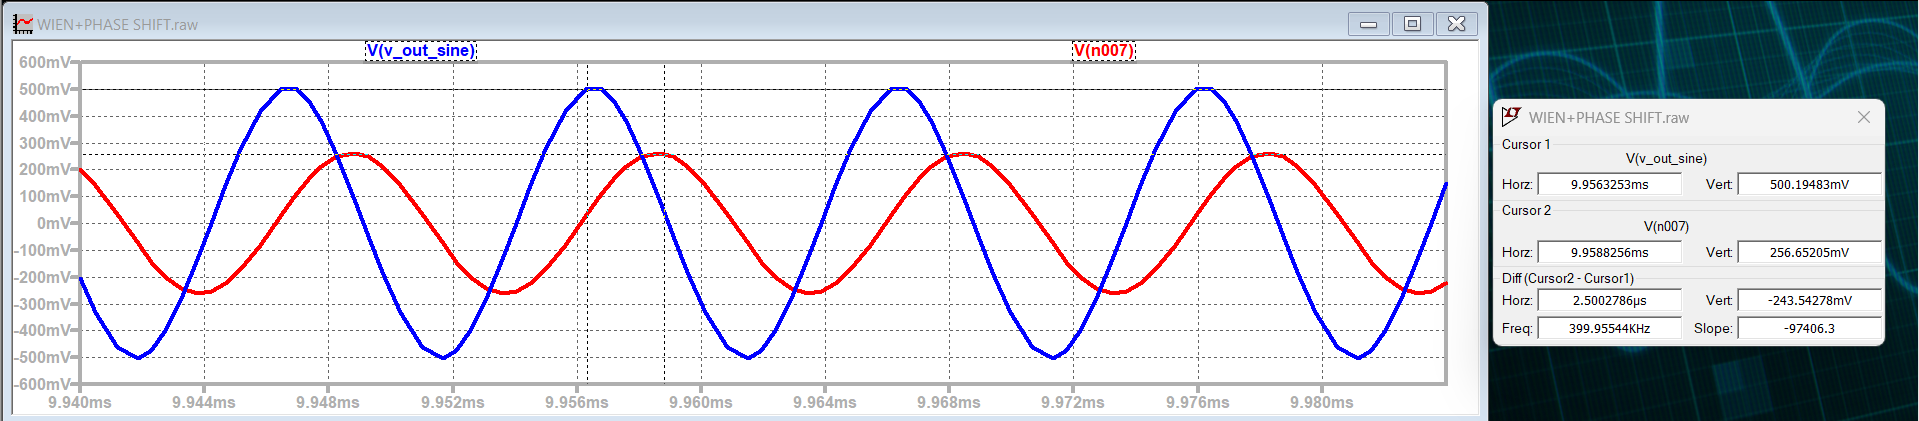 WIEN+PHASE SHIFT.raw
V(v_out_sine) V(n007)
600mV
500mV
400mV
300mV
200mV
100mV
0mV
-100mV
-200mV
-300mV
-400mV
-500mV
-600mV
9.940ms 9.944ms 9.948ms 9.952ms 9.956ms 9.960ms 9.964ms 9.968ms 9.972ms 9.976ms 9.980ms
WIEN+PHASE SHIFT.raw
Cursor 1
V(v_out_sine)
Horz: 9.9563253ms Vert: 500.19483mV
Cursor 2
V(n007)
Horz: 9.9588256ms Vert: 256.65205mV
Diff (Cursor2 - Cursor1)
Horz: 2.5002786µs Vert: -243.54278mV
Freq: 399.95544KHz Slope: -97406.3